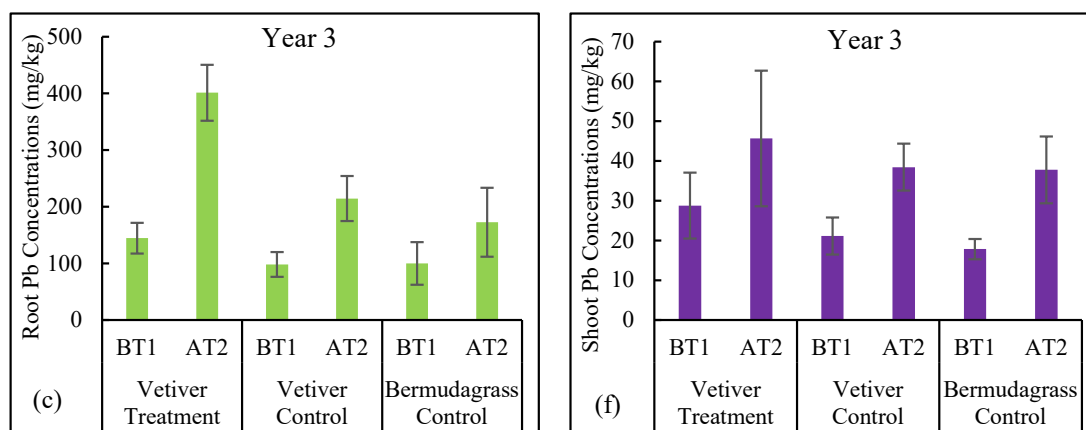 Year 3
Root Pb Concentrations (mg/kg)
500
400
300
200
100
0
BT1 AT2 BT1 AT2 BT1 AT2
Vetiver Treatment
Vetiver Control
Bermudagrass Control
(c)
Year 3
Shoot Pb Concentrations (mg/kg)
70
60
50
40
30
20
10
0
BT1 AT2 BT1 AT2 BT1 AT2
Vetiver Treatment
Vetiver Control
Bermudagrass Control
(f)